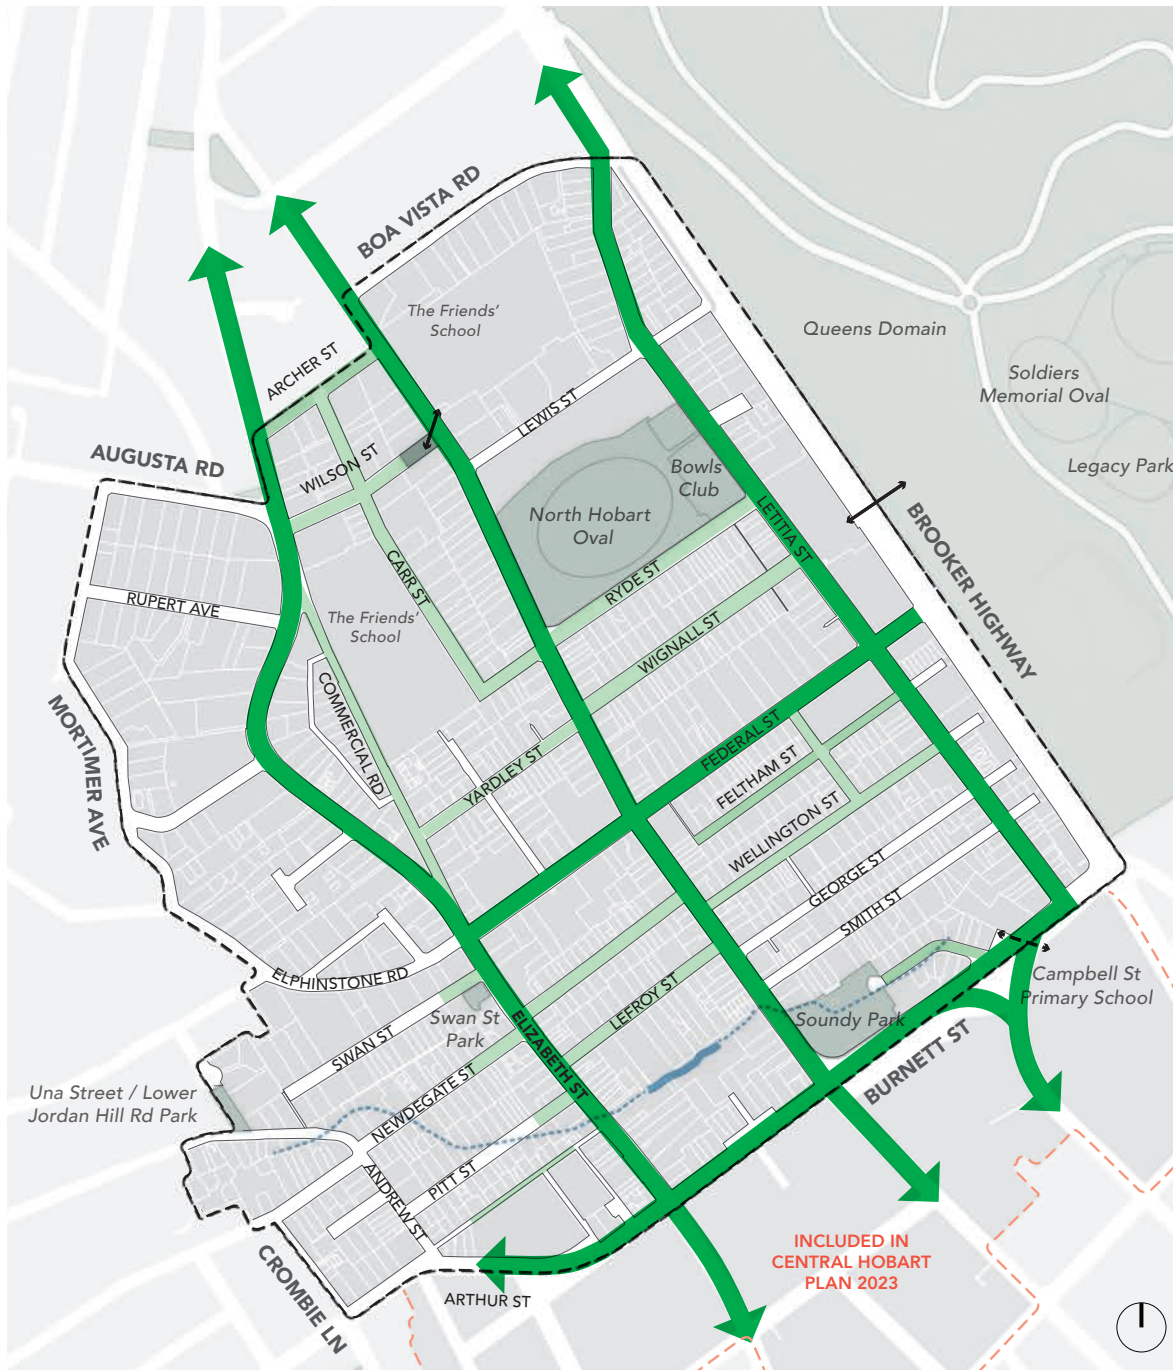 BOA VISTA RD
The Friends'
School
ARCHER ST
Queens Domain
Soldiers
Memorial Oval
LEWIS ST
AUGUSTA RD
WILSON ST
Bowls
Club
Legacy Park
North Hobart
Oval
LETITIA ST
BROOKER HIGHWAY
CARR ST
RYDE ST
RUPERT AVE
The Friends'
School
WIGNALL ST
COMMERCIAL RD
MORTIMER AVE
FEDERAL ST
YARDLEY ST
FELTHAM ST
WELLINGTON ST
GEORGE ST
SMITH ST
ELPHINSTONE RD
Campbell St
Primary School
LEFROY ST
Swan St
Park
ELIZABETH ST
Soundy Park
SWAN ST
BURNETT ST
Una Street / Lower
Jordan Hill Rd Park
NEWDEGATE ST
PITT ST
ANDREW ST
INCLUDED IN
CENTRAL HOBART
PLAN 2023
CROMBIE LN
ARTHUR ST